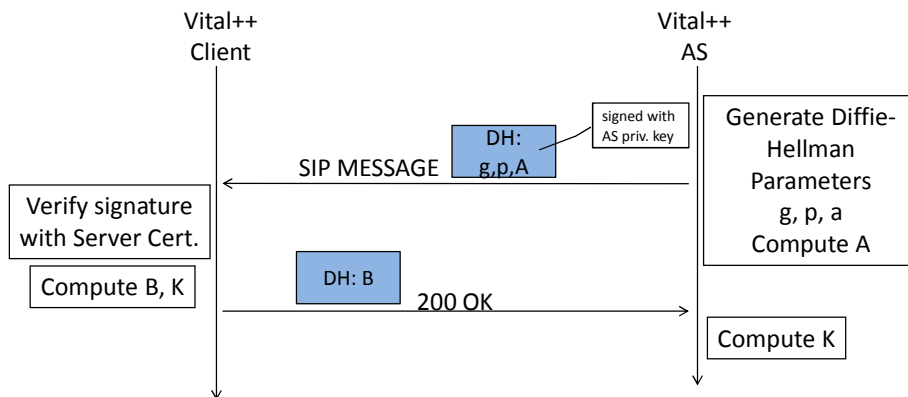 Vital++
Client
Vital++
AS
signed with
AS priv. key
DH:
g,p,A
SIP MESSAGE
Generate Diffie-
Hellman
Parameters
g, p, a
Compute A
Verify signature
with Server Cert.
Compute B, K
DH: B
200 OK
Compute K